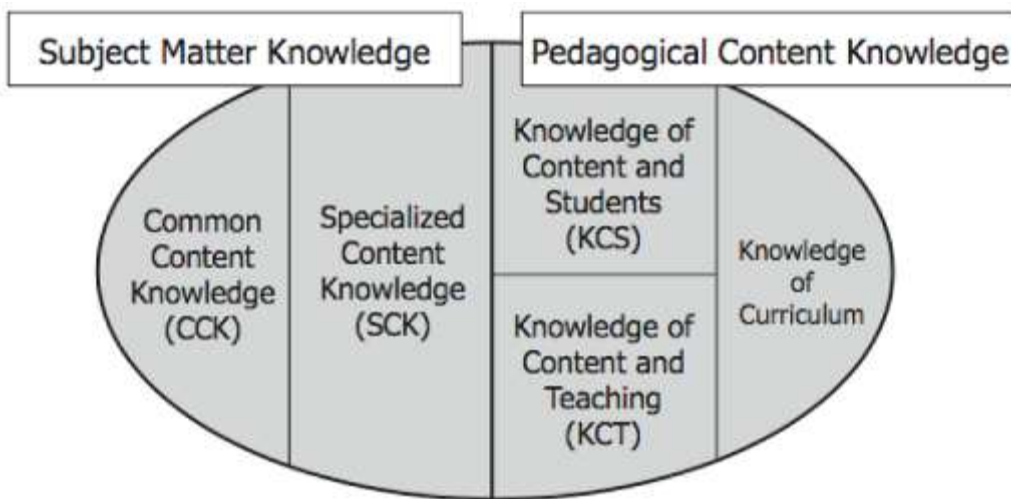 Subject Matter Knowledge
Pedagogical Content Knowledge
Common
Content
Knowledge
(CCK)
Specialized
Content
Knowledge
(SCK)
Knowledge of
Content and
Students
(KCS)
Knowledge of
Content and
Teaching
(KCT)
Knowledge
of
Curriculum